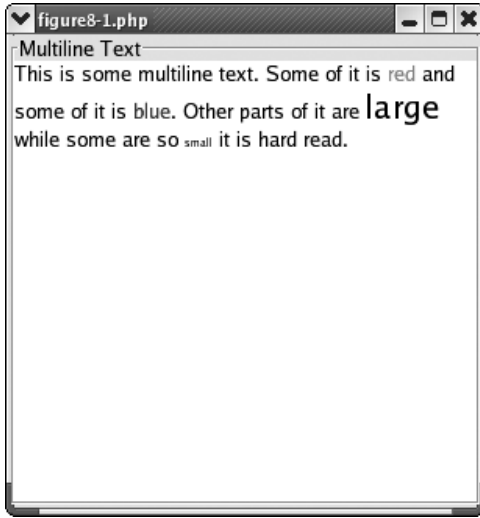 figure8-1.php
Multiline Text
This is some multiline text. Some of it is red and
some of it is blue. Other parts of it are large
while some are so small it is hard read.